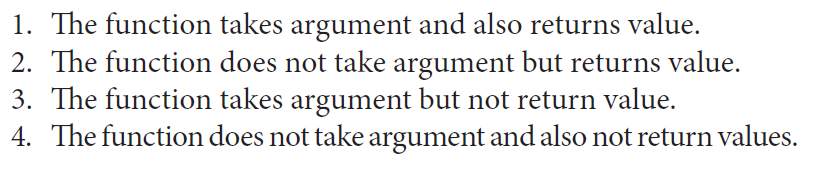 1. The function takes argument and also returns value.
2. The function does not take argument but returns value.
3. The function takes argument but not return value.
4. The function does not take argument and also not return values.